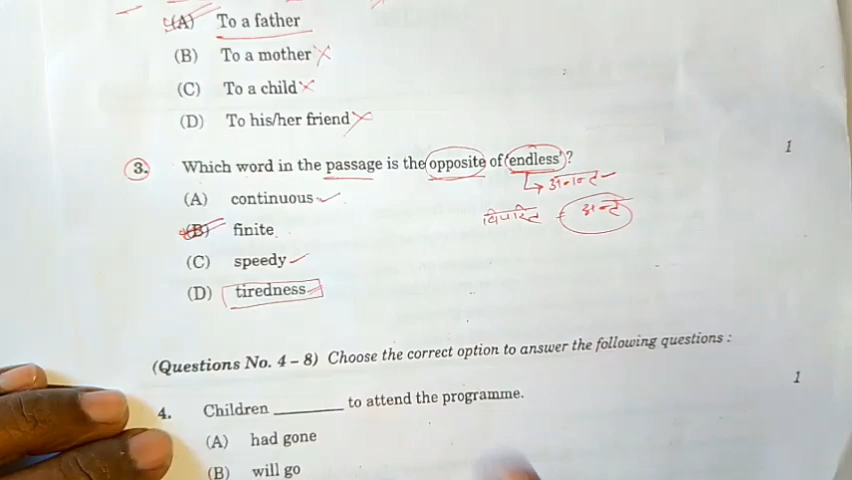 (A) To a father
(B) To a mother
(C) To a child
(D) To his/her friend
1
3. Which word in the passage is the opposite of 'endless'?
अनन्त
(A) continuous
विपरित = अन्त
(B) finite
(C) speedy
(D) tiredness
(Questions No. 4 – 8) Choose the correct option to answer the following questions :
1
4. Children ________ to attend the programme.
(A) had gone
(B) will go